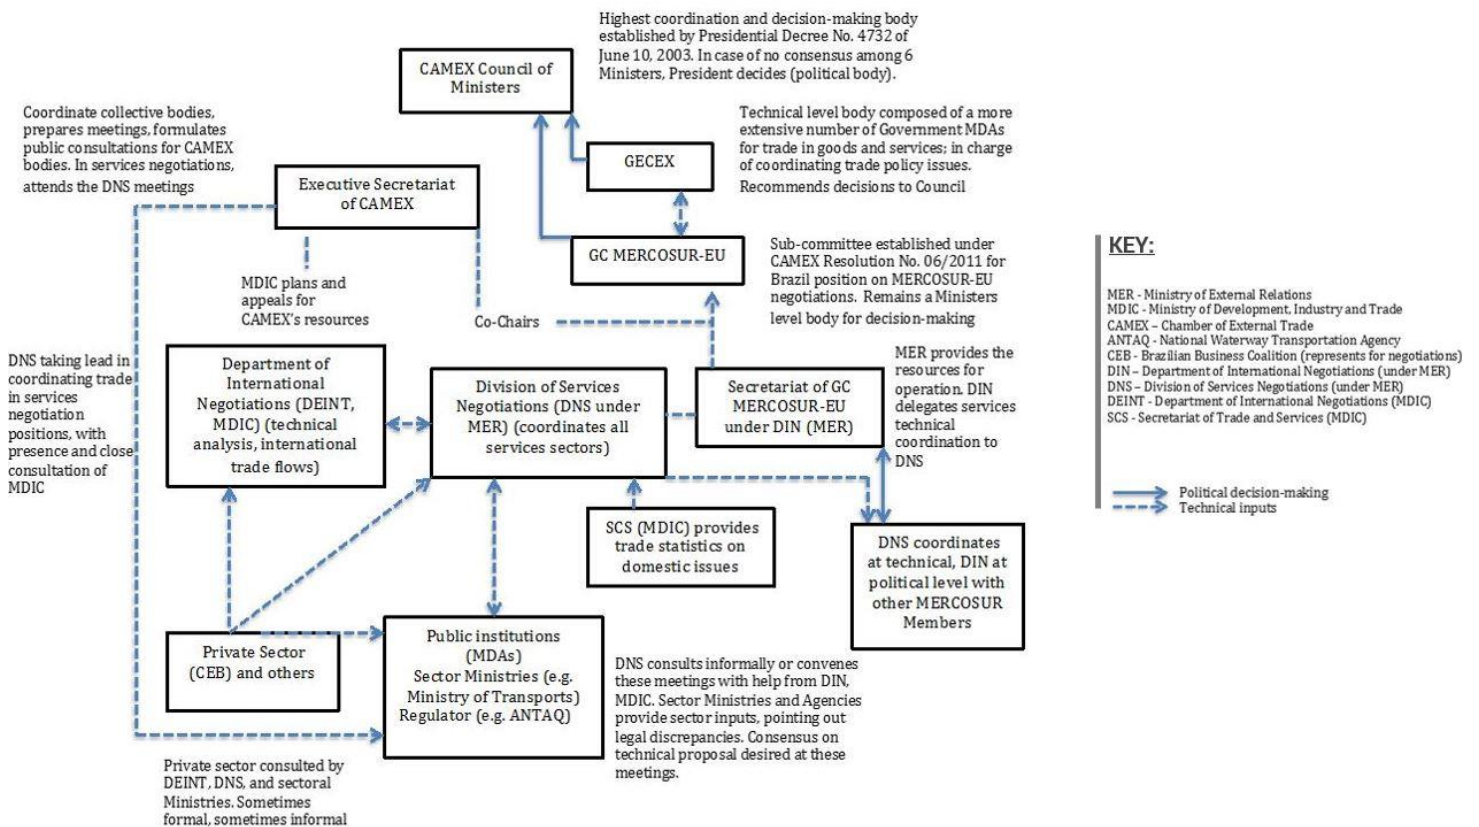 Highest coordination and decision-making body
established by Presidential Decree No. 4732 of
June 10, 2003. In case of no consensus among 6
Ministers, President decides (political body).
CAMEX Council of
Ministers
Coordinate collective bodies,
prepares meetings, formulates
public consultations for CAMEX
bodies. In services negotiations,
attends the DNS meetings
Technical level body composed of a more
extensive number of Government MDAs
for trade in goods and services; in charge
of coordinating trade policy issues.
Recommends decisions to Council
GECEX
Executive Secretariat
of CAMEX
GC MERCOSUR-EU
Sub-committee established under
CAMEX Resolution No. 06/2011 for
Brazil position on MERCOSUR-EU
negotiations. Remains a Ministers
level body for decision-making
MDIC plans and
appeals for
CAMEX's resources
Co-Chairs
DNS taking lead in
coordinating trade
in services
negotiation
positions, with
presence and close
consultation of
MDIC
Department of
International
Negotiations (DEINT,
MDIC) (technical
analysis, international
trade flows)
Division of Services
Negotiations (DNS under
MER) (coordinates all
services sectors)
Secretariat of GC
MERCOSUR-EU
under DIN (MER)
MER provides the
resources for
operation. DIN
delegates services
technical
coordination to
DNS
SCS (MDIC) provides
trade statistics on
domestic issues
DNS coordinates
at technical, DIN at
political level with
other MERCOSUR
Members
Private Sector
(CEB) and others
Public institutions
(MDAs)
Sector Ministries (e.g.
Ministry of Transports)
Regulator (e.g. ANTAQ)
DNS consults informally or convenes
these meetings with help from DIN,
MDIC. Sector Ministries and Agencies
provide sector inputs, pointing out
legal discrepancies. Consensus on
technical proposal desired at these
meetings.
Private sector consulted by
DEINT, DNS, and sectoral
Ministries. Sometimes
formal, sometimes informal
KEY:
MER - Ministry of External Relations
MDIC - Ministry of Development, Industry and Trade
CAMEX – Chamber of External Trade
ANTAQ - National Waterway Transportation Agency
CEB - Brazilian Business Coalition (represents for negotiations)
DIN – Department of International Negotiations (under MER)
DNS – Division of Services Negotiations (under MER)
DEINT - Department of International Negotiations (MDIC)
SCS - Secretariat of Trade and Services (MDIC)
Political decision-making
Technical inputs